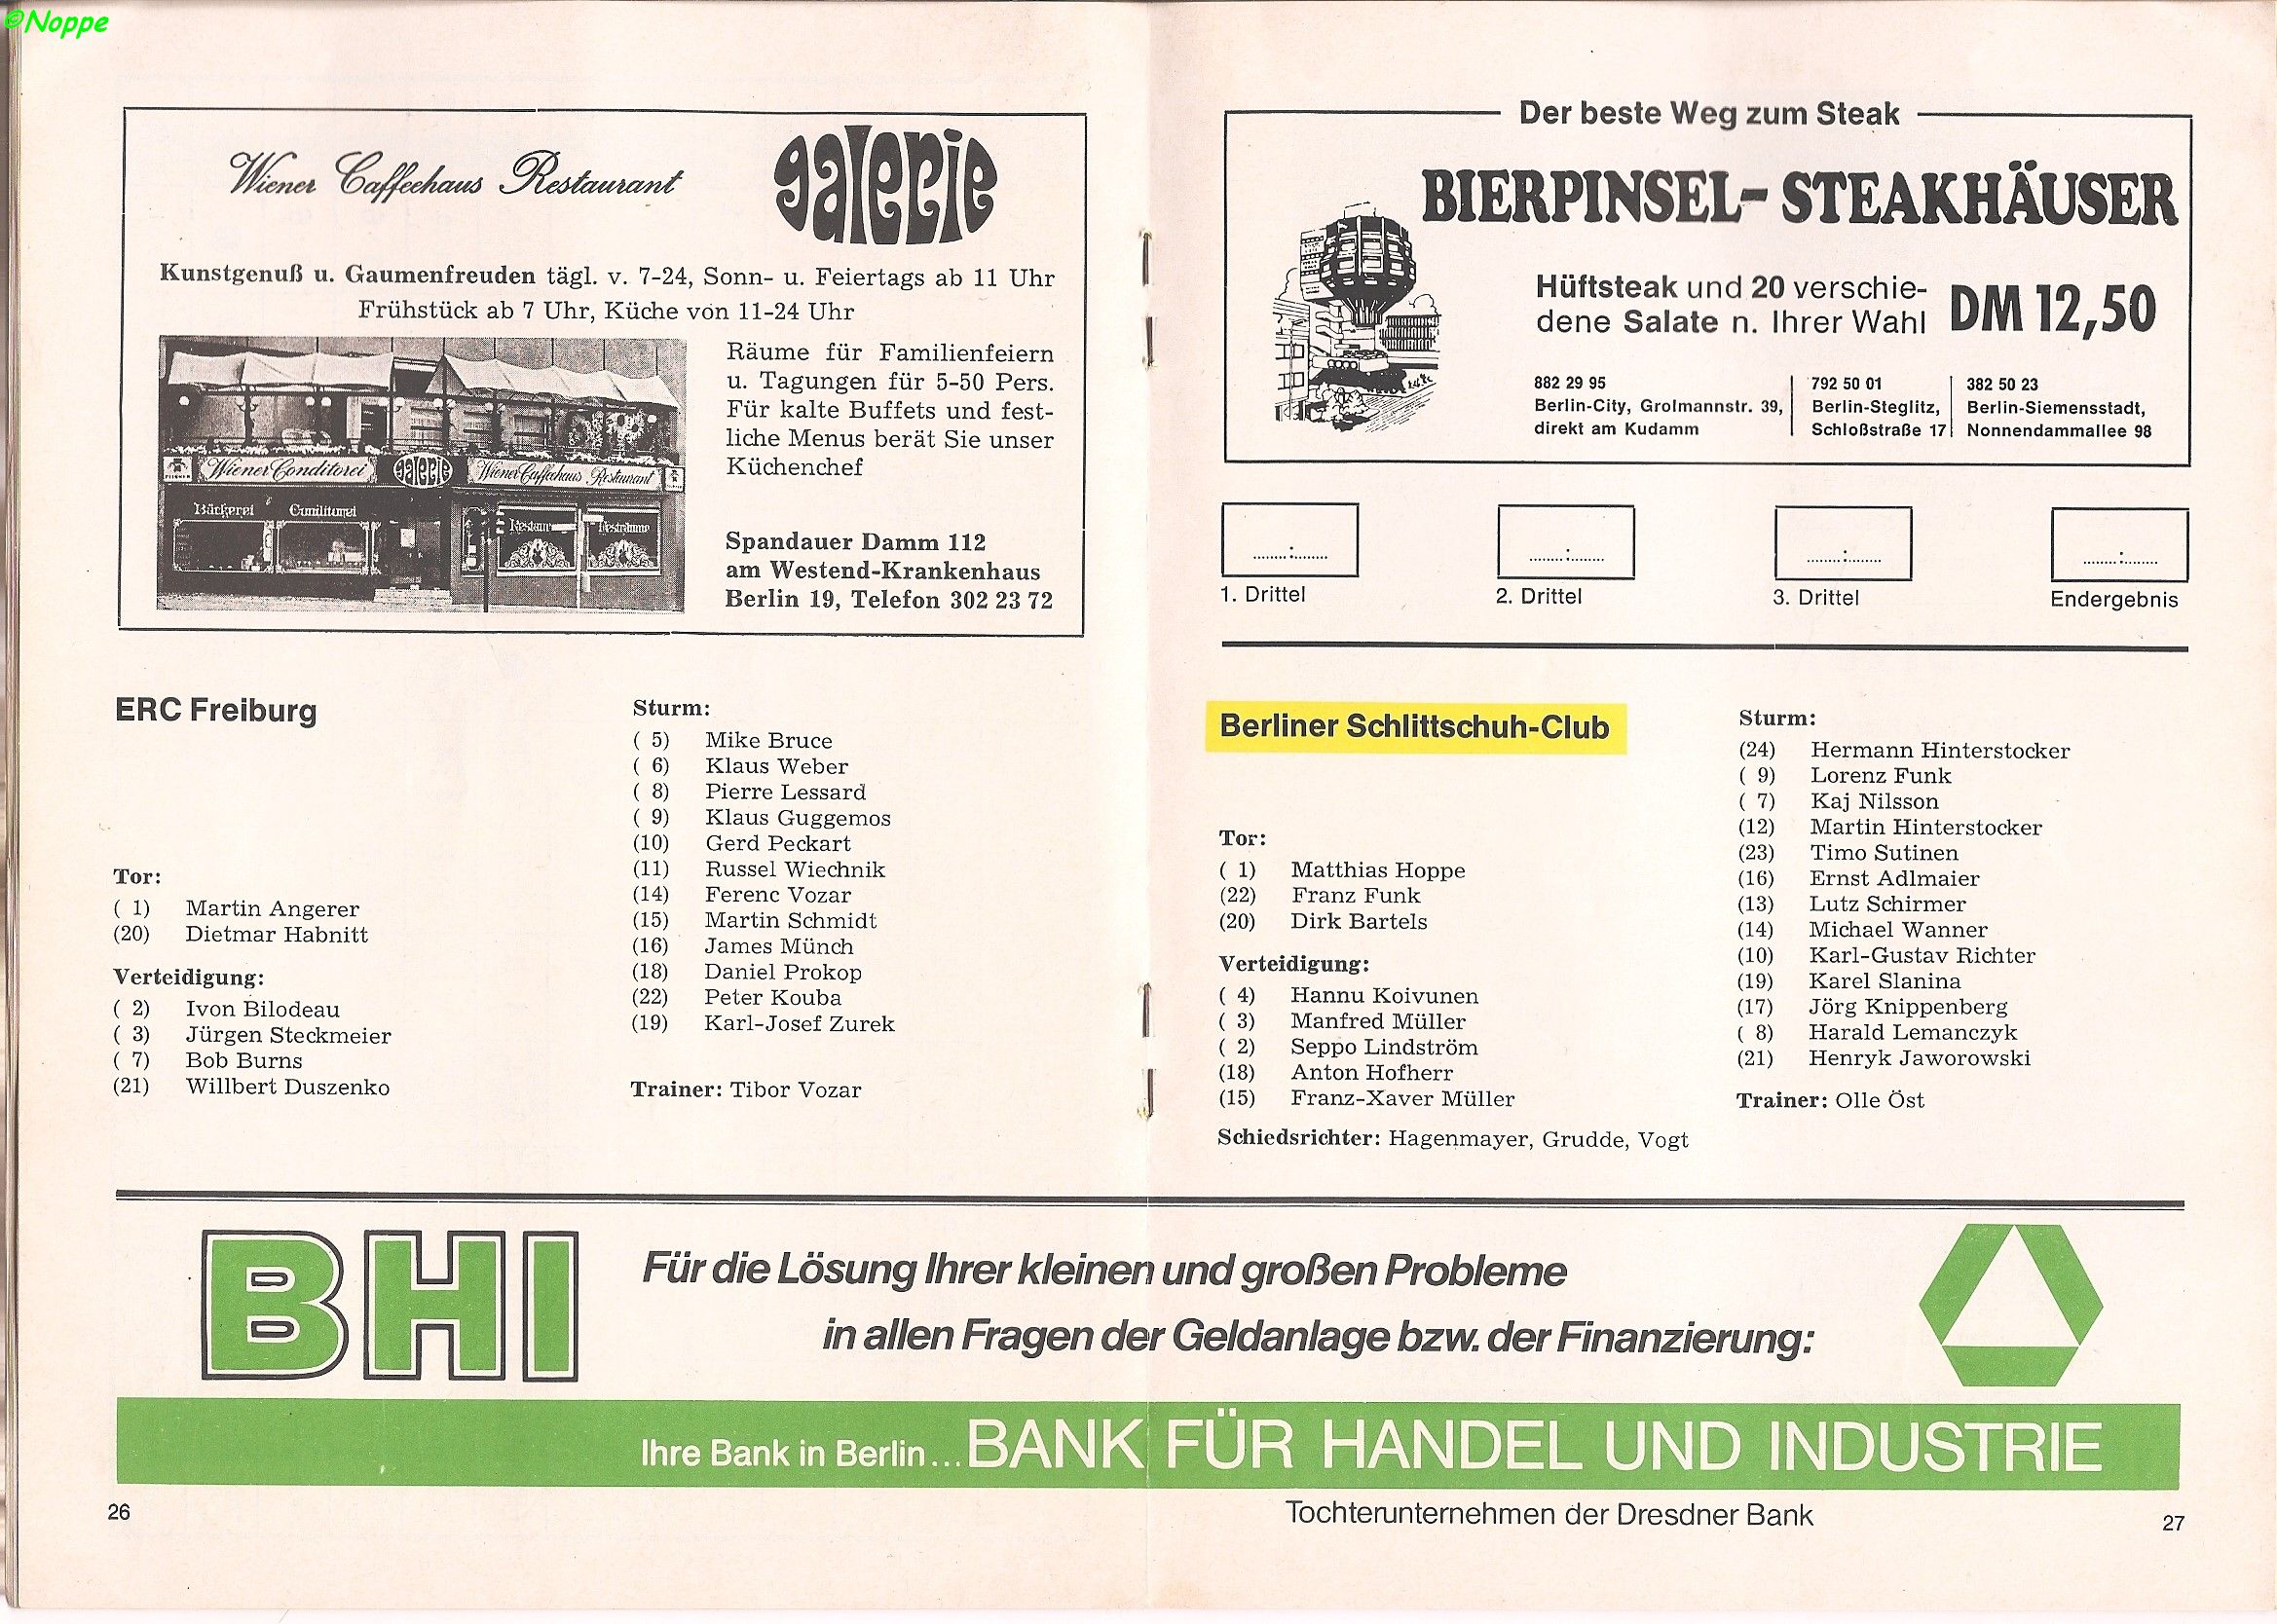 ©Noppe
Wiener Caffeehaus Restaurant
galerie
Kunstgenuß u. Gaumenfreuden tägl. v. 7-24, Sonn- u. Feiertags ab 11 Uhr
Frühstück ab 7 Uhr, Küche von 11-24 Uhr
Räume für Familienfeiern
u. Tagungen für 5-50 Pers.
Für kalte Buffets und fest-
liche Menus berät Sie unser
Küchenchef
Wiener Conditorei
galerie
Wiener Caffeehaus Restaurant
Bäckerei
Spandauer Damm 112
am Westend-Krankenhaus
Berlin 19, Telefon 302 23 72
ERC Freiburg
Tor:
( 1) Martin Angerer
(20) Dietmar Habnitt
Verteidigung:
( 2) Ivon Bilodeau
( 3) Jürgen Steckmeier
( 7) Bob Burns
(21) Willbert Duszenko
Sturm:
( 5) Mike Bruce
( 6) Klaus Weber
( 8) Pierre Lessard
( 9) Klaus Guggemos
(10) Gerd Peckart
(11) Russel Wiechnik
(14) Ferenc Vozar
(15) Martin Schmidt
(16) James Münch
(18) Daniel Prokop
(22) Peter Kouba
(19) Karl-Josef Zurek
Trainer: Tibor Vozar
Der beste Weg zum Steak
BIERPINSEL-STEAKHÄUSER
Hüftsteak und 20 verschie-
dene Salate n. Ihrer Wahl
DM 12,50
882 29 95
Berlin-City, Grolmannstr. 39,
direkt am Kudamm
792 50 01
Berlin-Steglitz,
Schloßstraße 17
382 50 23
Berlin-Siemensstadt,
Nonnendammallee 98
........:........
........:........
........:........
........:........
1. Drittel
2. Drittel
3. Drittel
Endergebnis
Berliner Schlittschuh-Club
Tor:
( 1) Matthias Hoppe
(22) Franz Funk
(20) Dirk Bartels
Verteidigung:
( 4) Hannu Koivunen
( 3) Manfred Müller
( 2) Seppo Lindström
(18) Anton Hofherr
(15) Franz-Xaver Müller
Schiedsrichter: Hagenmayer, Grudde, Vogt
Sturm:
(24) Hermann Hinterstocker
( 9) Lorenz Funk
( 7) Kaj Nilsson
(12) Martin Hinterstocker
(23) Timo Sutinen
(16) Ernst Adlmaier
(13) Lutz Schirmer
(14) Michael Wanner
(10) Karl-Gustav Richter
(19) Karel Slanina
(17) Jörg Knippenberg
( 8) Harald Lemanczyk
(21) Henryk Jaworowski
Trainer: Olle Öst
BHI
Für die Lösung Ihrer kleinen und großen Probleme
in allen Fragen der Geldanlage bzw. der Finanzierung:
Ihre Bank in Berlin... BANK FÜR HANDEL UND INDUSTRIE
Tochterunternehmen der Dresdner Bank
26
27